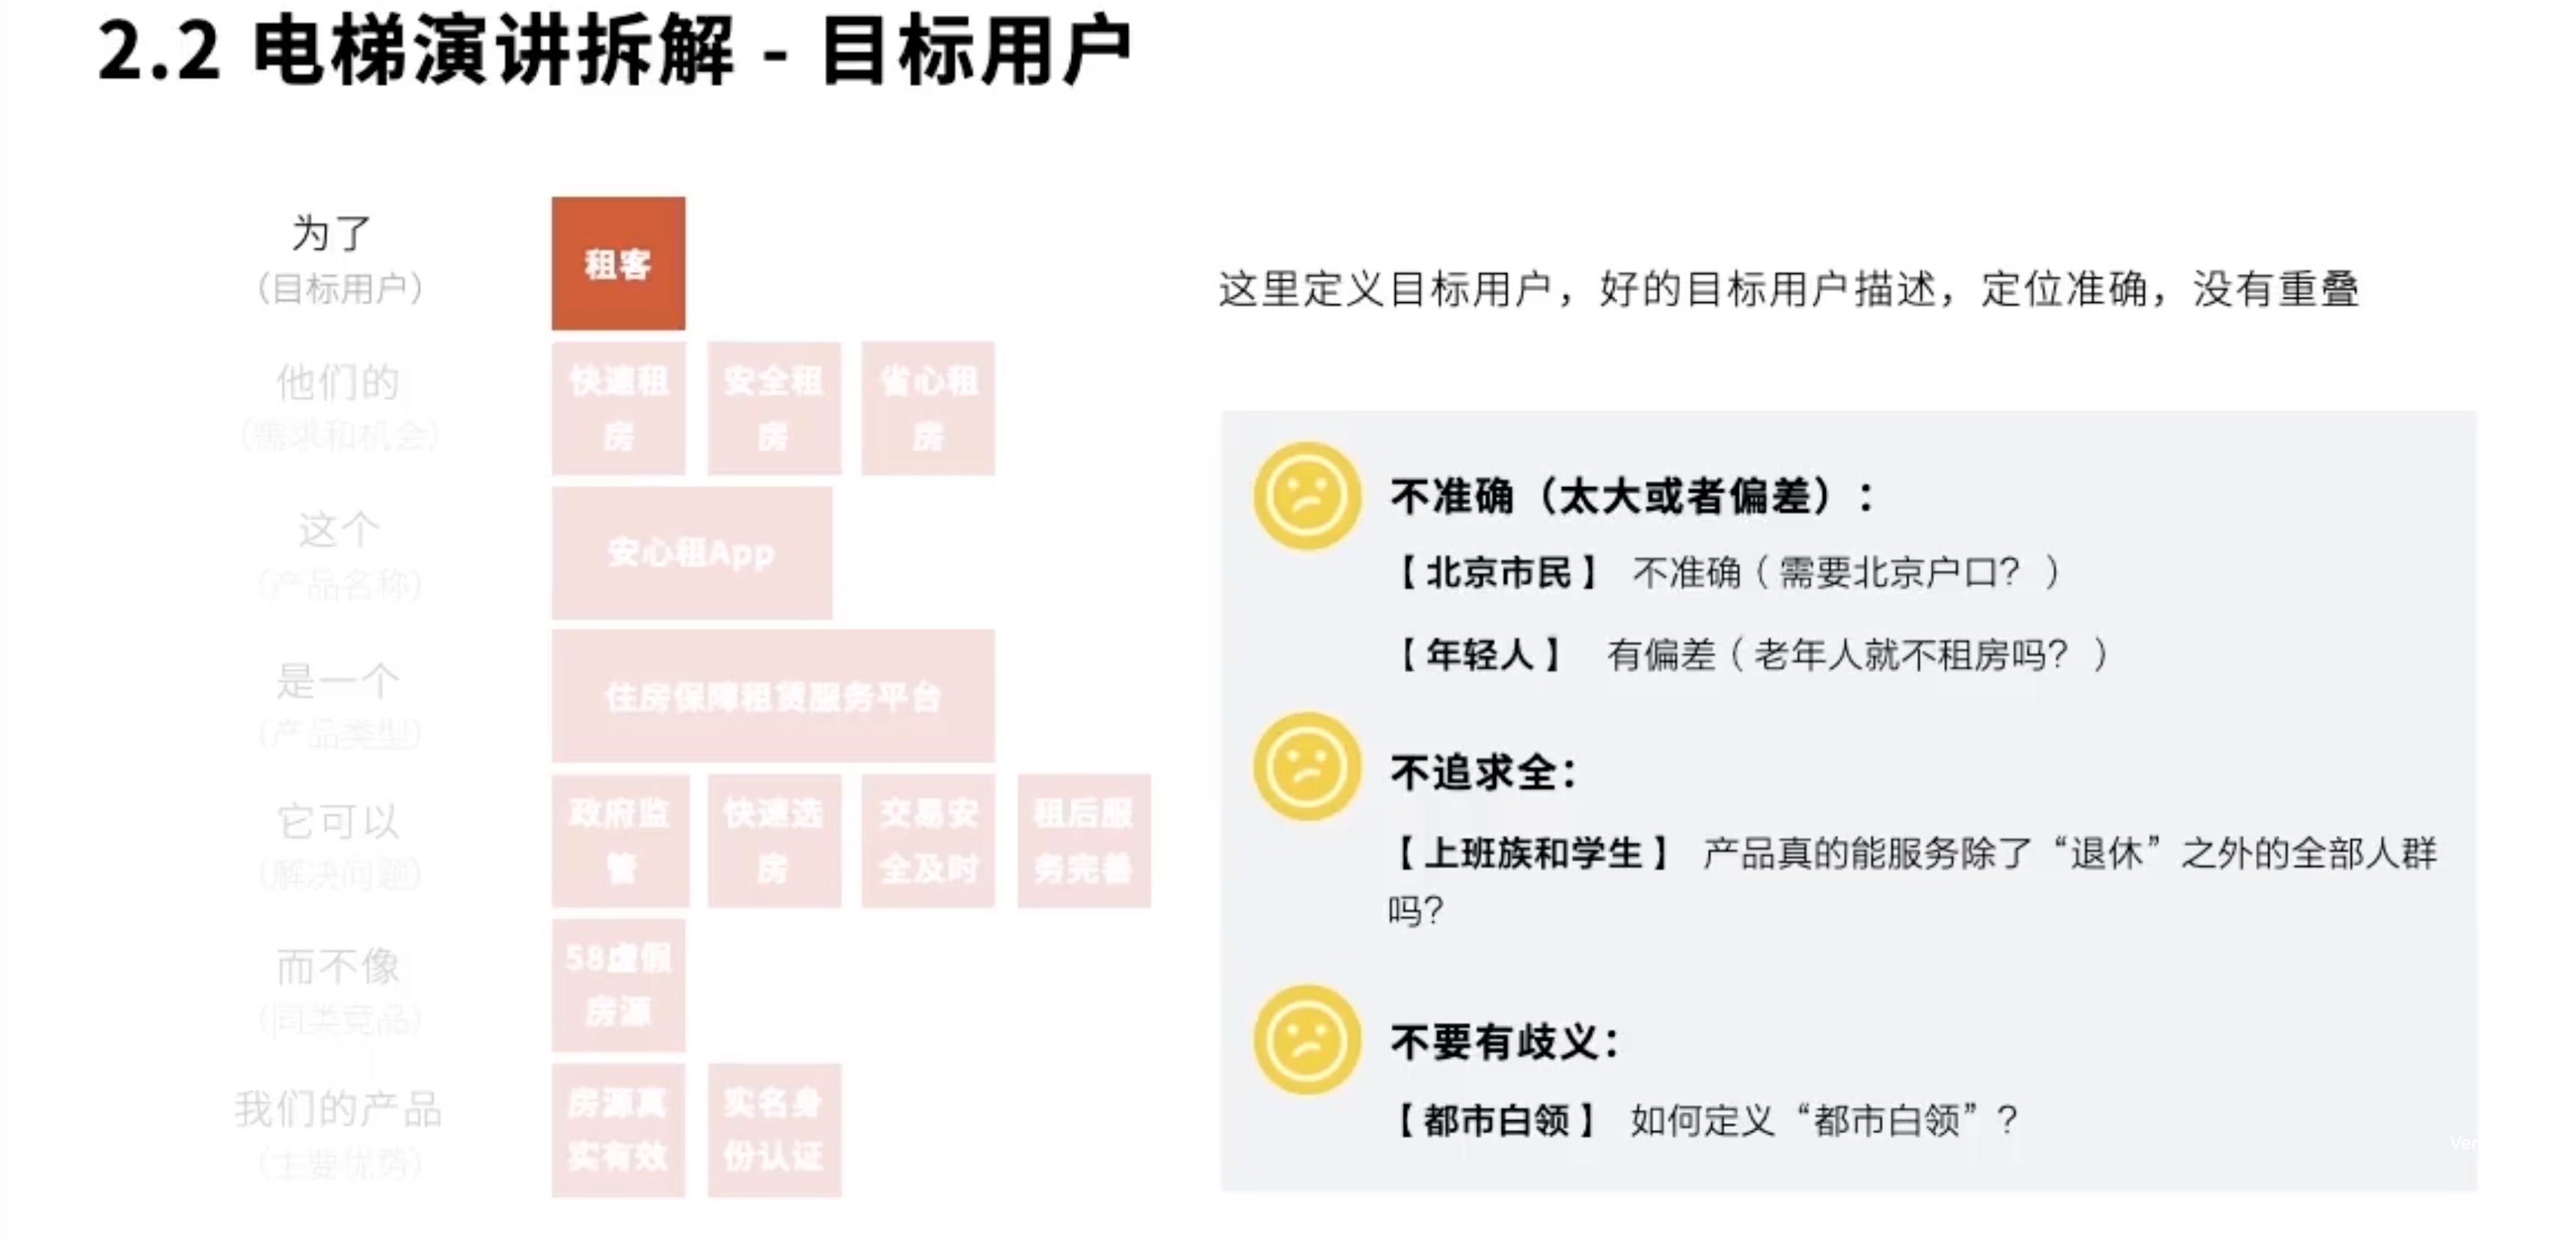 2.2 电梯演讲拆解 - 目标用户
为了
（目标用户）
租客
他们的
（需求和机会）
快速租
房
安全租
房
省心租
房
这个
（产品名称）
安心租App
是一个
（产品类型）
住房保障租赁服务平台
它可以
（解决问题）
政府监
管
快速选
房
交易安
全及时
租后服
务完善
而不像
（同类竞品）
58虚假
房源
我们的产品
（主要优势）
房源真
实有效
实名身
份认证
这里定义目标用户，好的目标用户描述，定位准确，没有重叠
不准确（太大或者偏差）：
【北京市民】 不准确（需要北京户口？）
【年轻人】 有偏差（老年人就不租房吗？）
不追求全：
【上班族和学生】 产品真的能服务除了“退休”之外的全部人群
吗？
不要有歧义：
【都市白领】 如何定义“都市白领”？